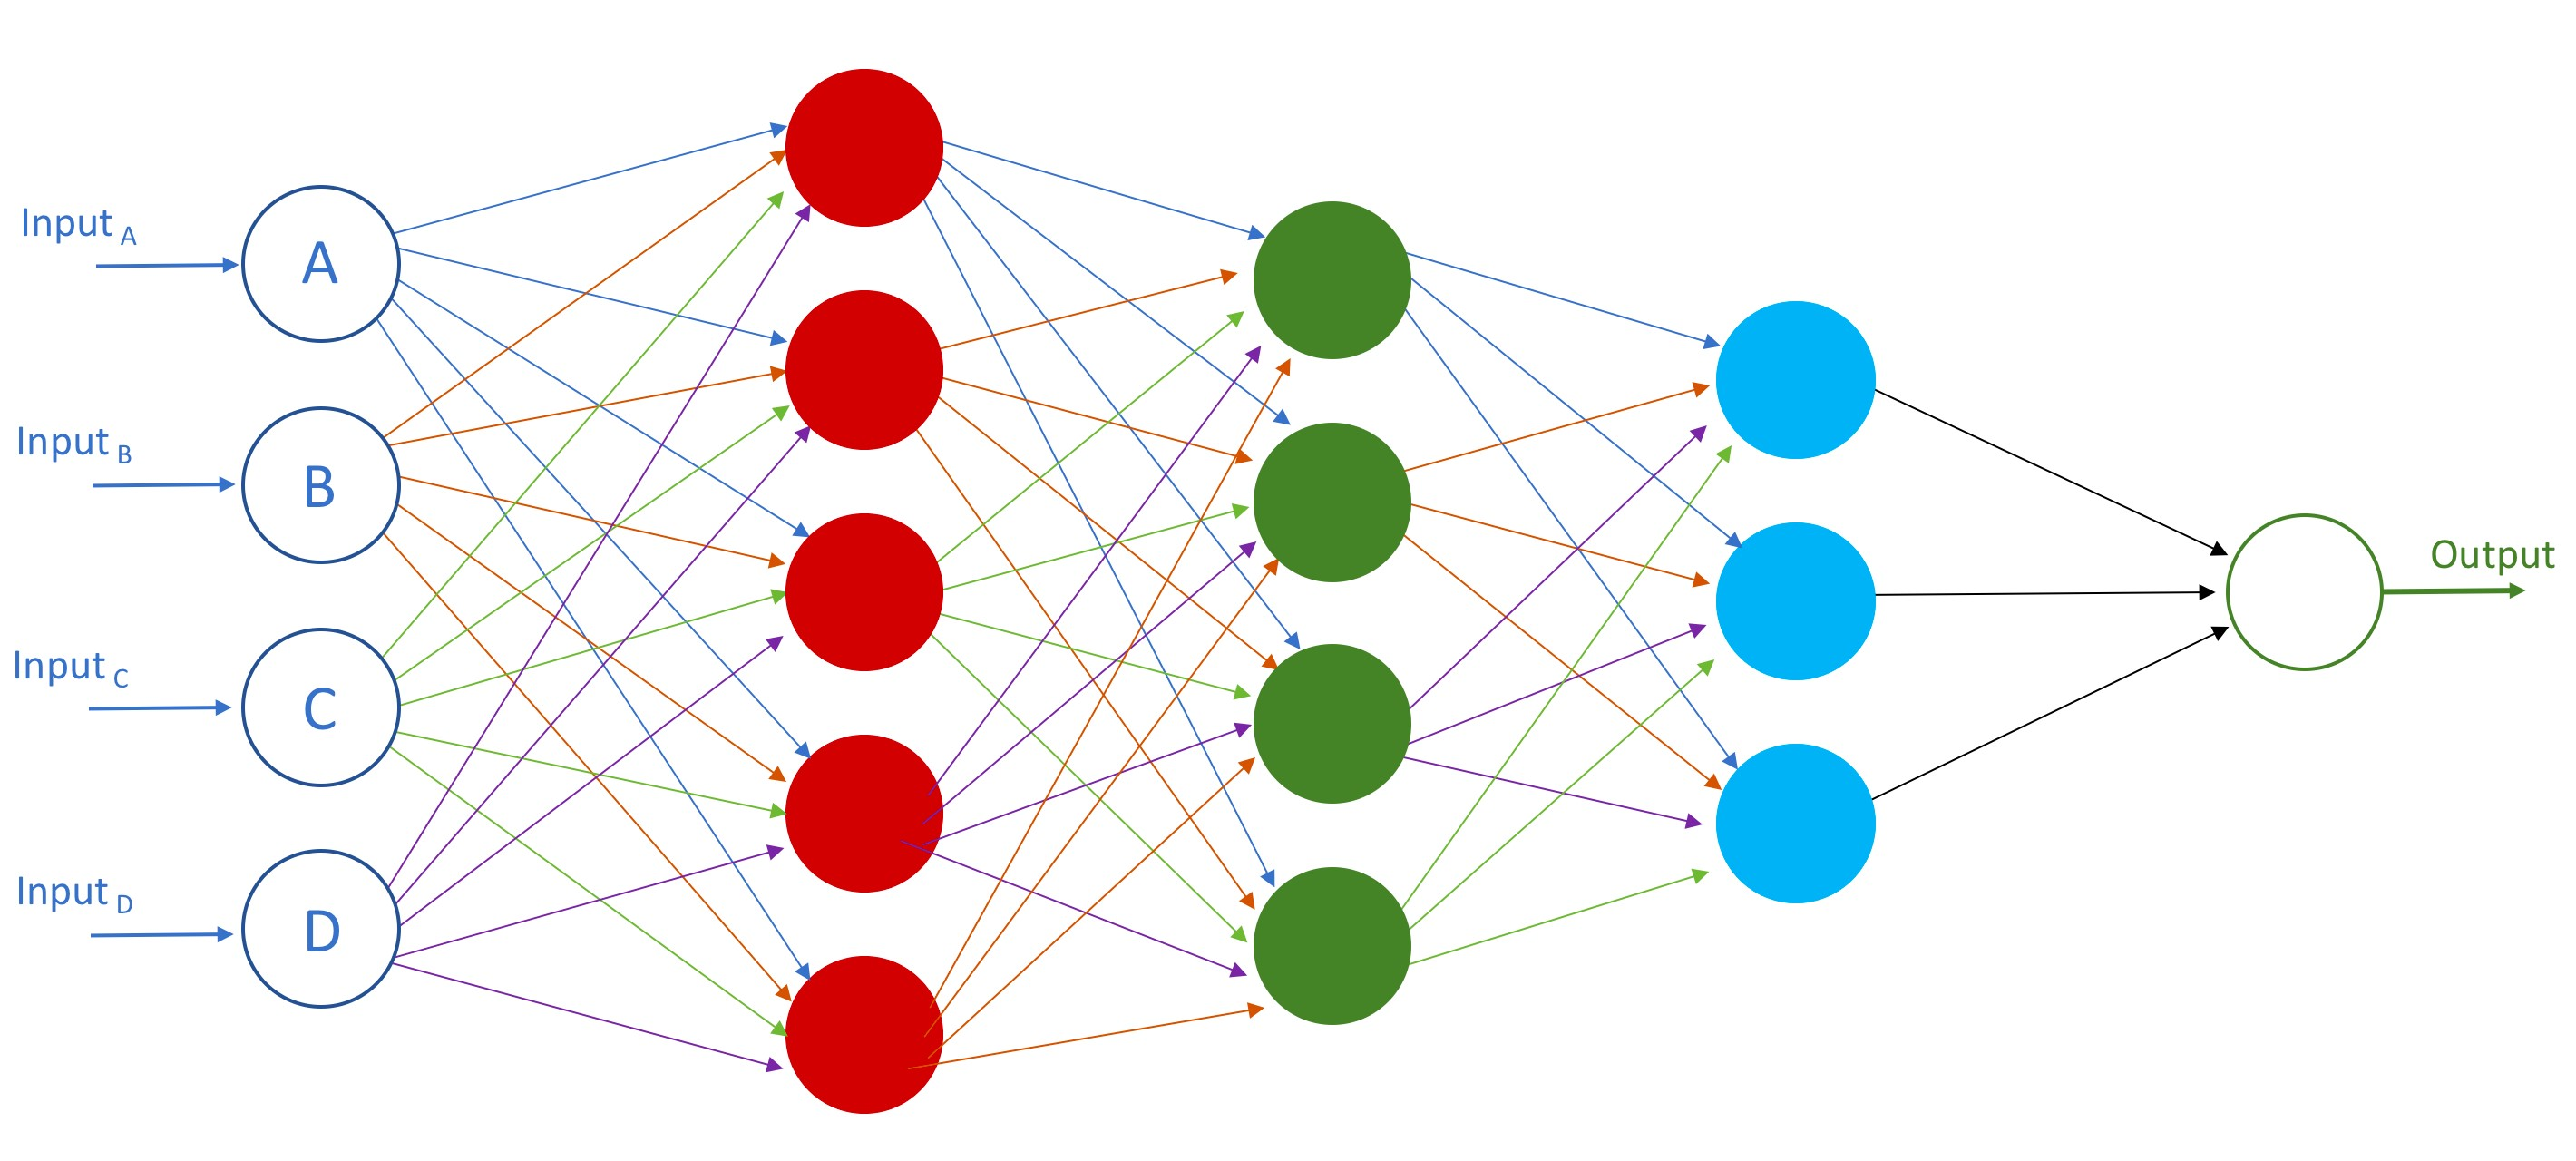 Input A
A
Input B
B
Input C
C
Input D
D
Output